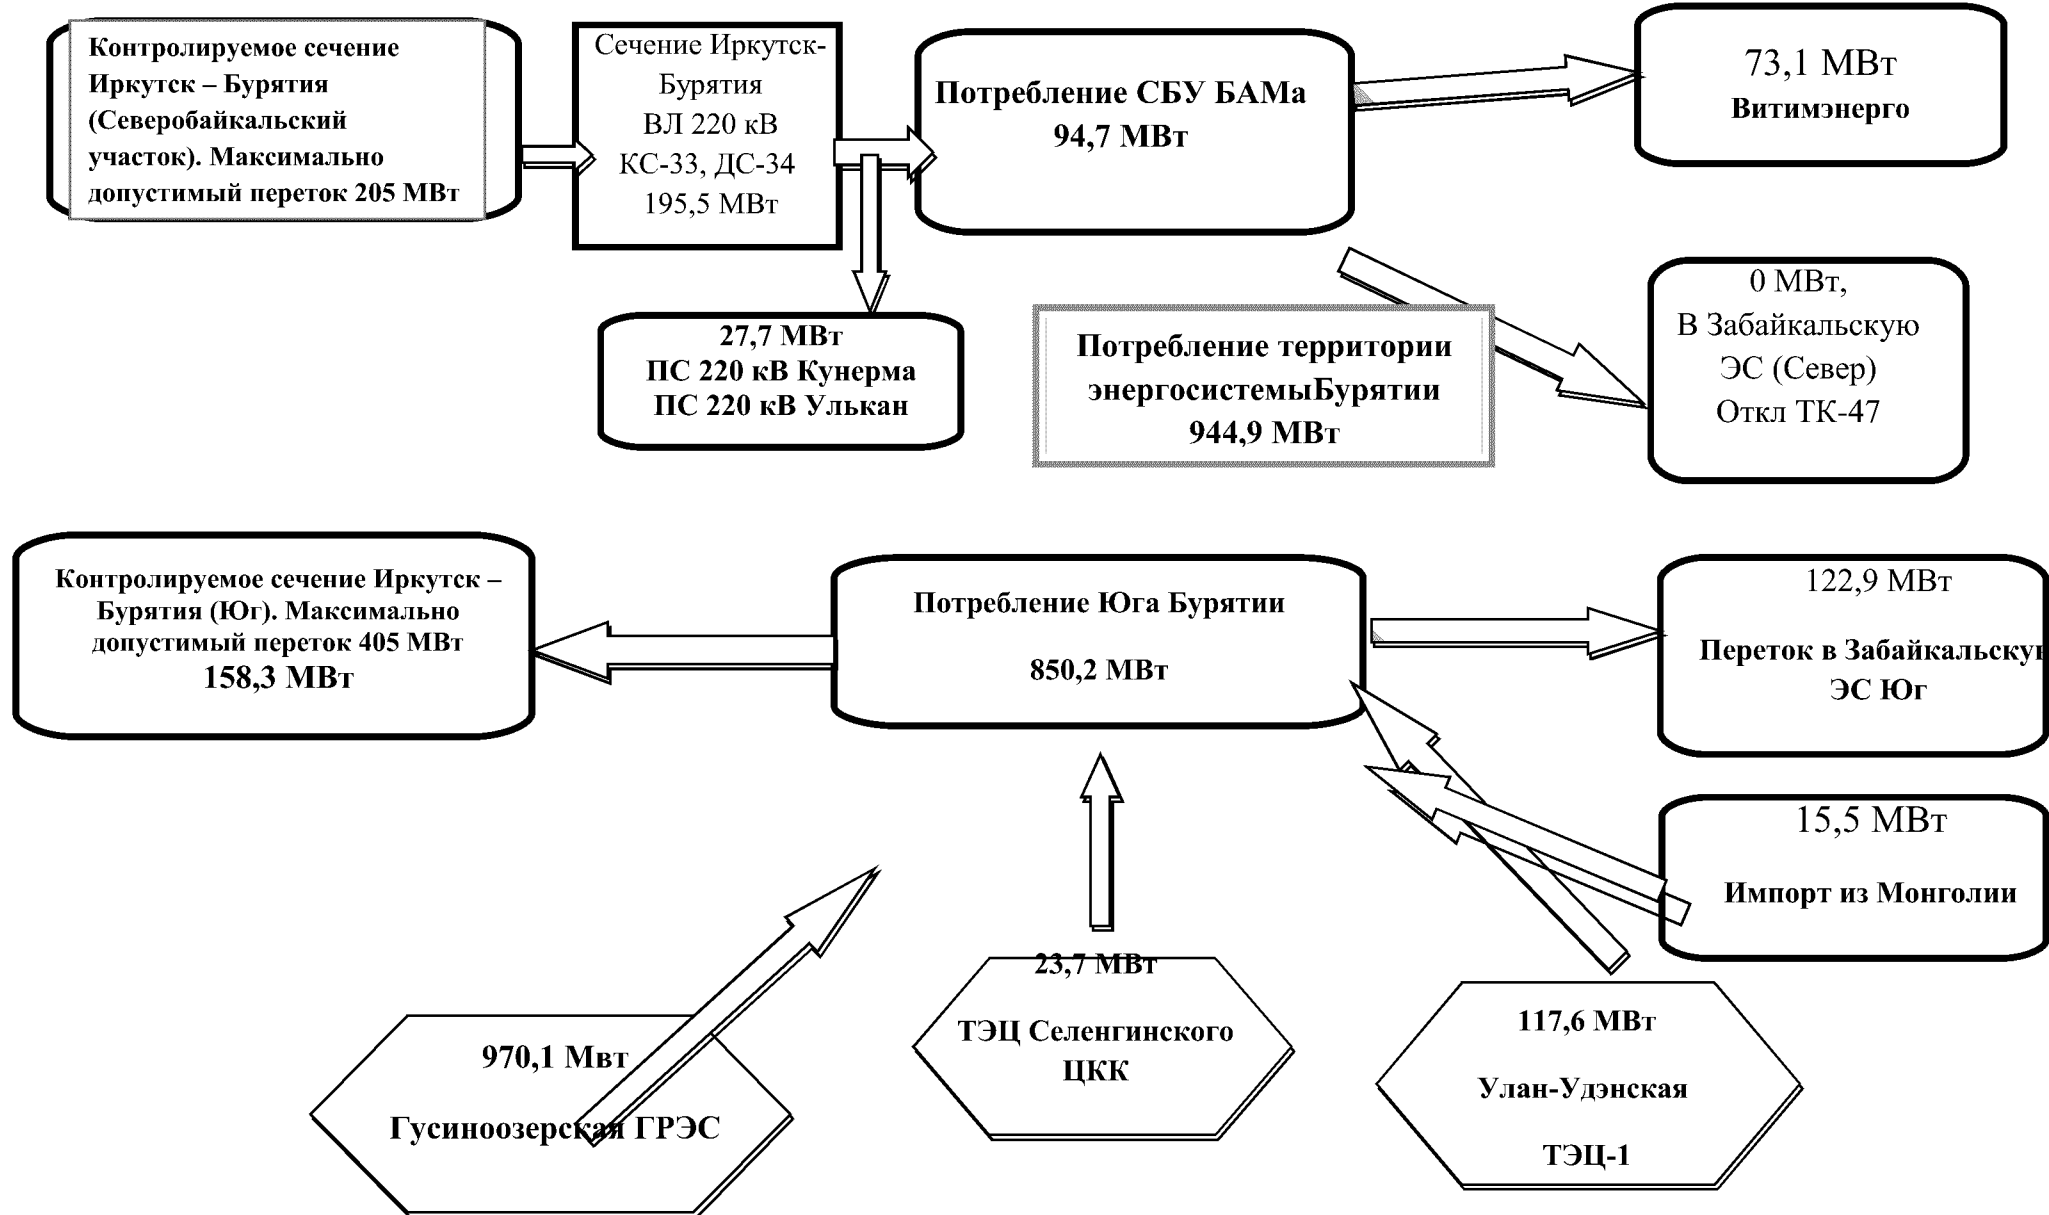 Контролируемое сечение
Иркутск – Бурятия
(Северобайкальский
участок). Максимально
допустимый переток 205 МВт
Сечение Иркутск-
Бурятия
ВЛ 220 кВ
КС-33, ДС-34
195,5 МВт
Потребление СБУ БАМа
94,7 МВт
73,1 МВт
Витимэнерго
27,7 МВт
ПС 220 кВ Кунерма
ПС 220 кВ Улькан
Потребление территории
энергосистемыБурятии
944,9 МВт
0 МВт,
В Забайкальскую
ЭС (Север)
Откл ТК-47
Контролируемое сечение Иркутск –
Бурятия (Юг). Максимально
допустимый переток 405 МВт
158,3 МВт
Потребление Юга Бурятии
850,2 МВт
122,9 МВт
Переток в Забайкальскую
ЭС Юг
15,5 МВт
Импорт из Монголии
970,1 Мвт
Гусиноозерская ГРЭС
23,7 МВт
ТЭЦ Селенгинского
ЦКК
117,6 МВт
Улан-Удэнская
ТЭЦ-1